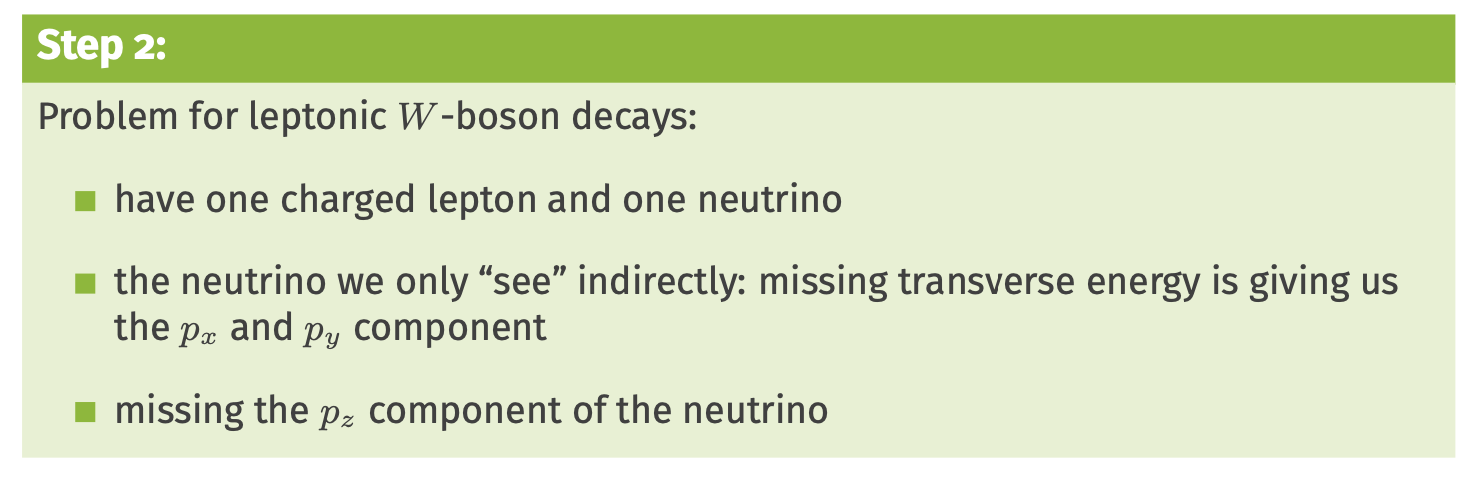 Step 2:
Problem for leptonic W-boson decays:
■ have one charged lepton and one neutrino
■ the neutrino we only “see” indirectly: missing transverse energy is giving us
the pₓ and p_y component
■ missing the p_z component of the neutrino